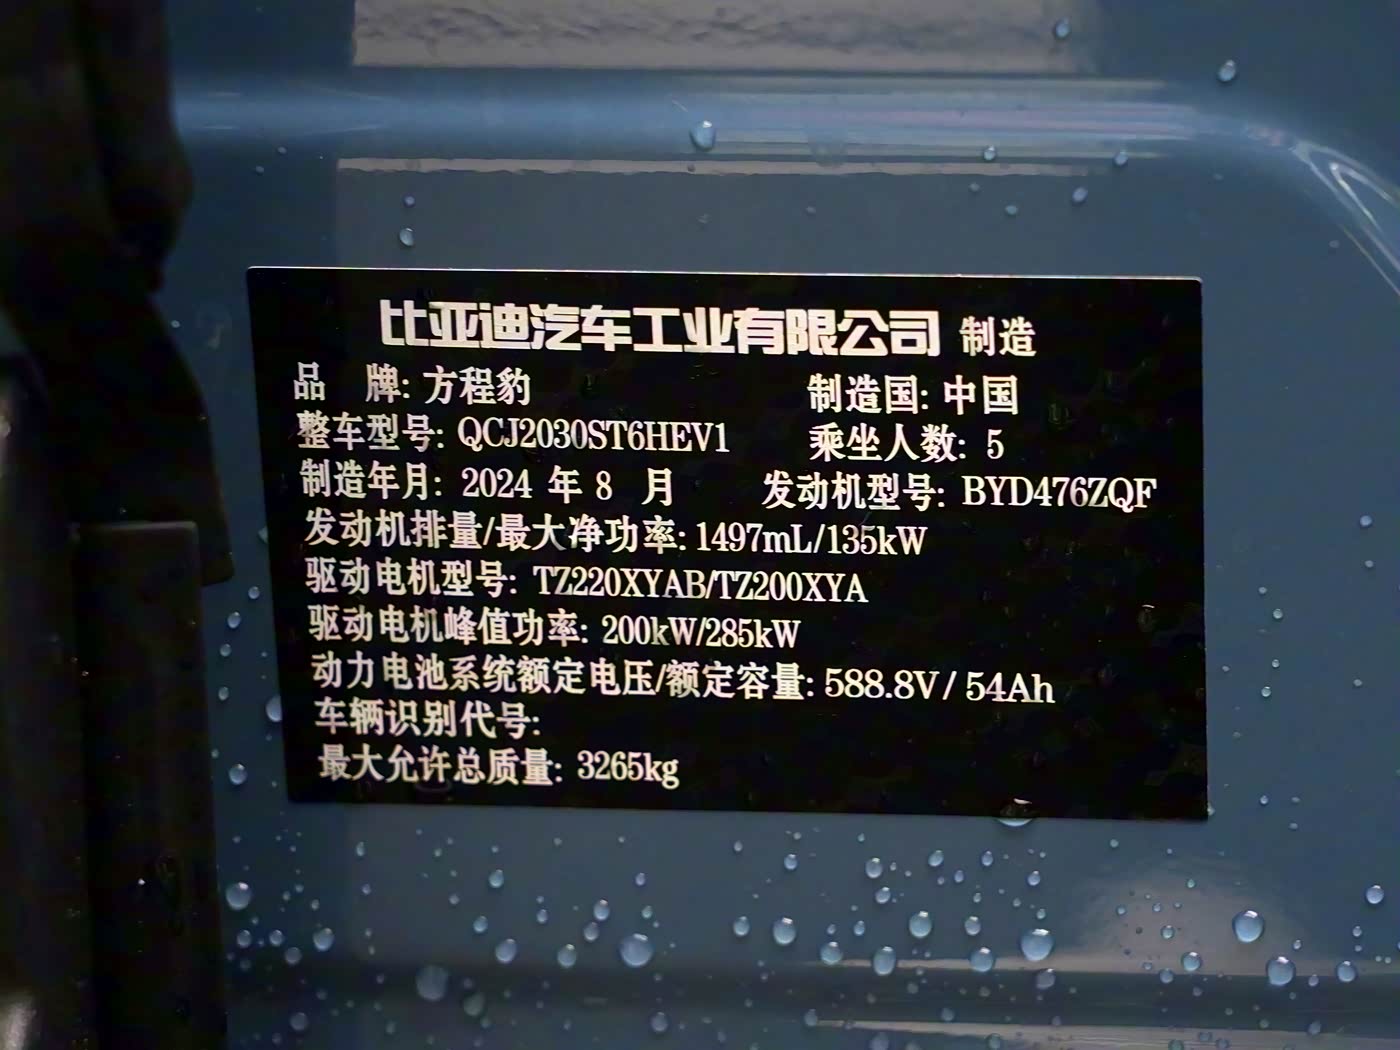 比亚迪汽车工业有限公司 制造
品 牌: 方程豹 制造国: 中国
整车型号: QCJ2030ST6HEV1 乘坐人数: 5
制造年月: 2024 年 8 月 发动机型号: BYD476ZQF
发动机排量/最大净功率: 1497mL/135kW
驱动电机型号: TZ220XYAB/TZ200XYA
驱动电机峰值功率: 200kW/285kW
动力电池系统额定电压/额定容量: 588.8V/ 54Ah
车辆识别代号:
最大允许总质量: 3265kg